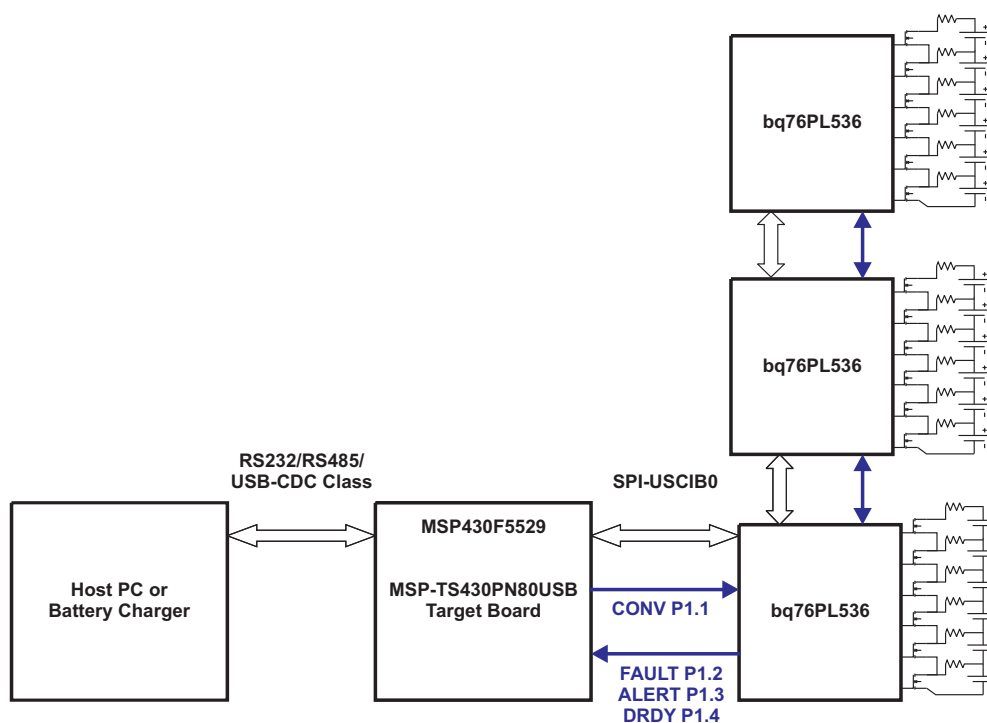 bq76PL536
bq76PL536
RS232/RS485/
USB-CDC Class
SPI-USCIB0
MSP430F5529
MSP-TS430PN80USB
Target Board
Host PC or
Battery Charger
CONV P1.1
bq76PL536
FAULT P1.2
ALERT P1.3
DRDY P1.4